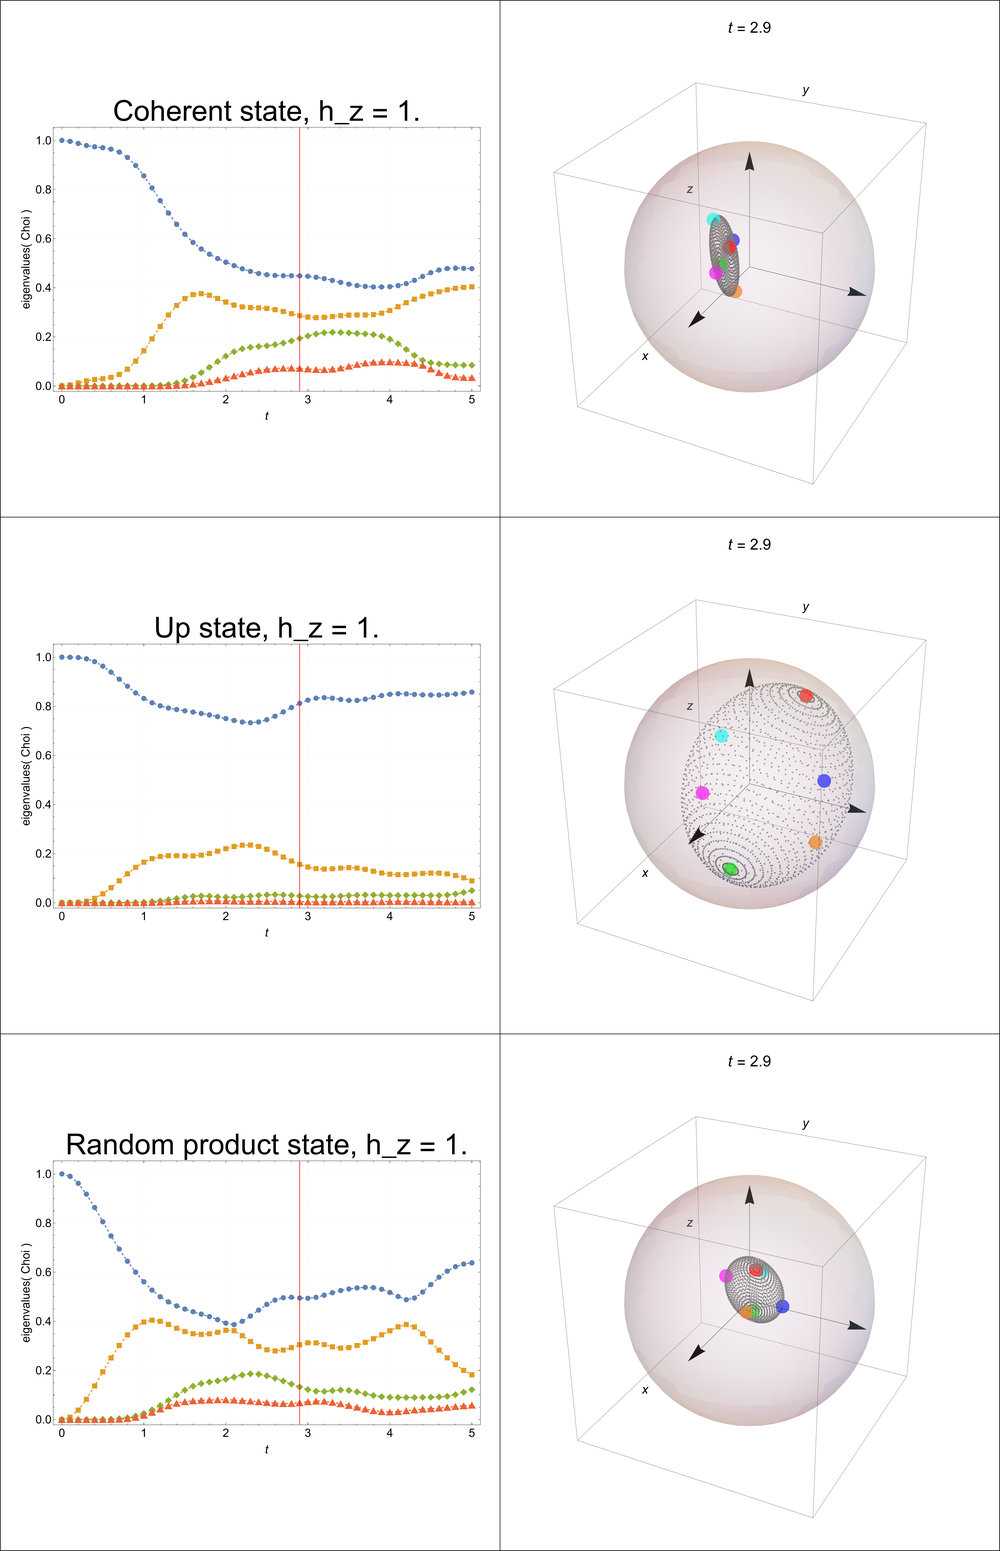 t = 2.9
Coherent state, h_z = 1.
eigenvalues( Choi )
1.0
0.8
0.6
0.4
0.2
0.0
0 1 2 3 4 5
t
y
z
x
t = 2.9
Up state, h_z = 1.
eigenvalues( Choi )
1.0
0.8
0.6
0.4
0.2
0.0
0 1 2 3 4 5
t
y
z
x
t = 2.9
Random product state, h_z = 1.
eigenvalues( Choi )
1.0
0.8
0.6
0.4
0.2
0.0
0 1 2 3 4 5
t
y
z
x